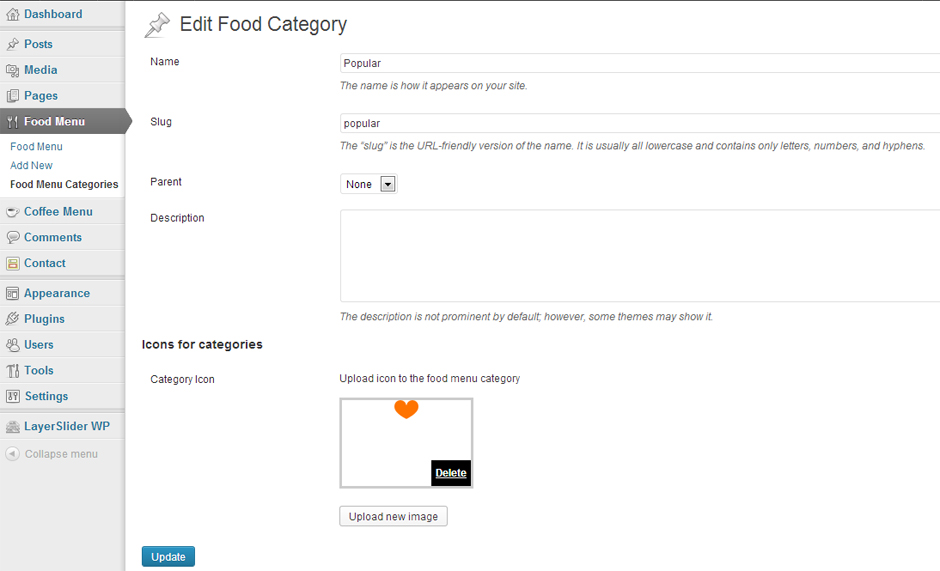 Dashboard
Posts
Media
Pages
Food Menu
Food Menu
Add New
Food Menu Categories
Coffee Menu
Comments
Contact
Appearance
Plugins
Users
Tools
Settings
LayerSlider WP
Collapse menu
Edit Food Category
Name
Popular
The name is how it appears on your site.
Slug
popular
The “slug” is the URL-friendly version of the name. It is usually all lowercase and contains only letters, numbers, and hyphens.
Parent
None
Description
The description is not prominent by default; however, some themes may show it.
Icons for categories
Category Icon
Upload icon to the food menu category
Delete
Upload new image
Update